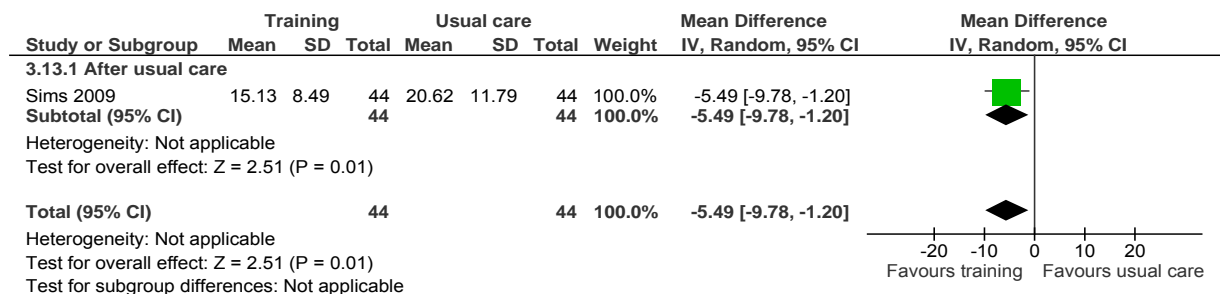 Training Usual care Mean Difference Mean Difference
Study or Subgroup Mean SD Total Mean SD Total Weight IV, Random, 95% CI IV, Random, 95% CI
3.13.1 After usual care
Sims 2009 15.13 8.49 44 20.62 11.79 44 100.0% -5.49 [-9.78, -1.20]
Subtotal (95% CI) 44 44 100.0% -5.49 [-9.78, -1.20]
Heterogeneity: Not applicable
Test for overall effect: Z = 2.51 (P = 0.01)
Total (95% CI) 44 44 100.0% -5.49 [-9.78, -1.20]
Heterogeneity: Not applicable
Test for overall effect: Z = 2.51 (P = 0.01)
Test for subgroup differences: Not applicable
-20 -10 0 10 20
Favours training Favours usual care